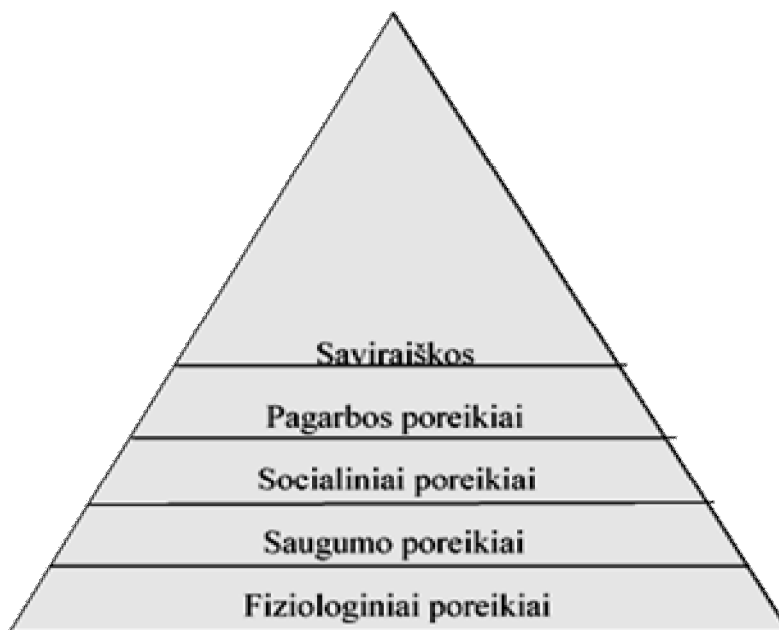 Saviraiškos
Pagarbos poreikiai
Socialiniai poreikiai
Saugumo poreikiai
Fiziologiniai poreikiai